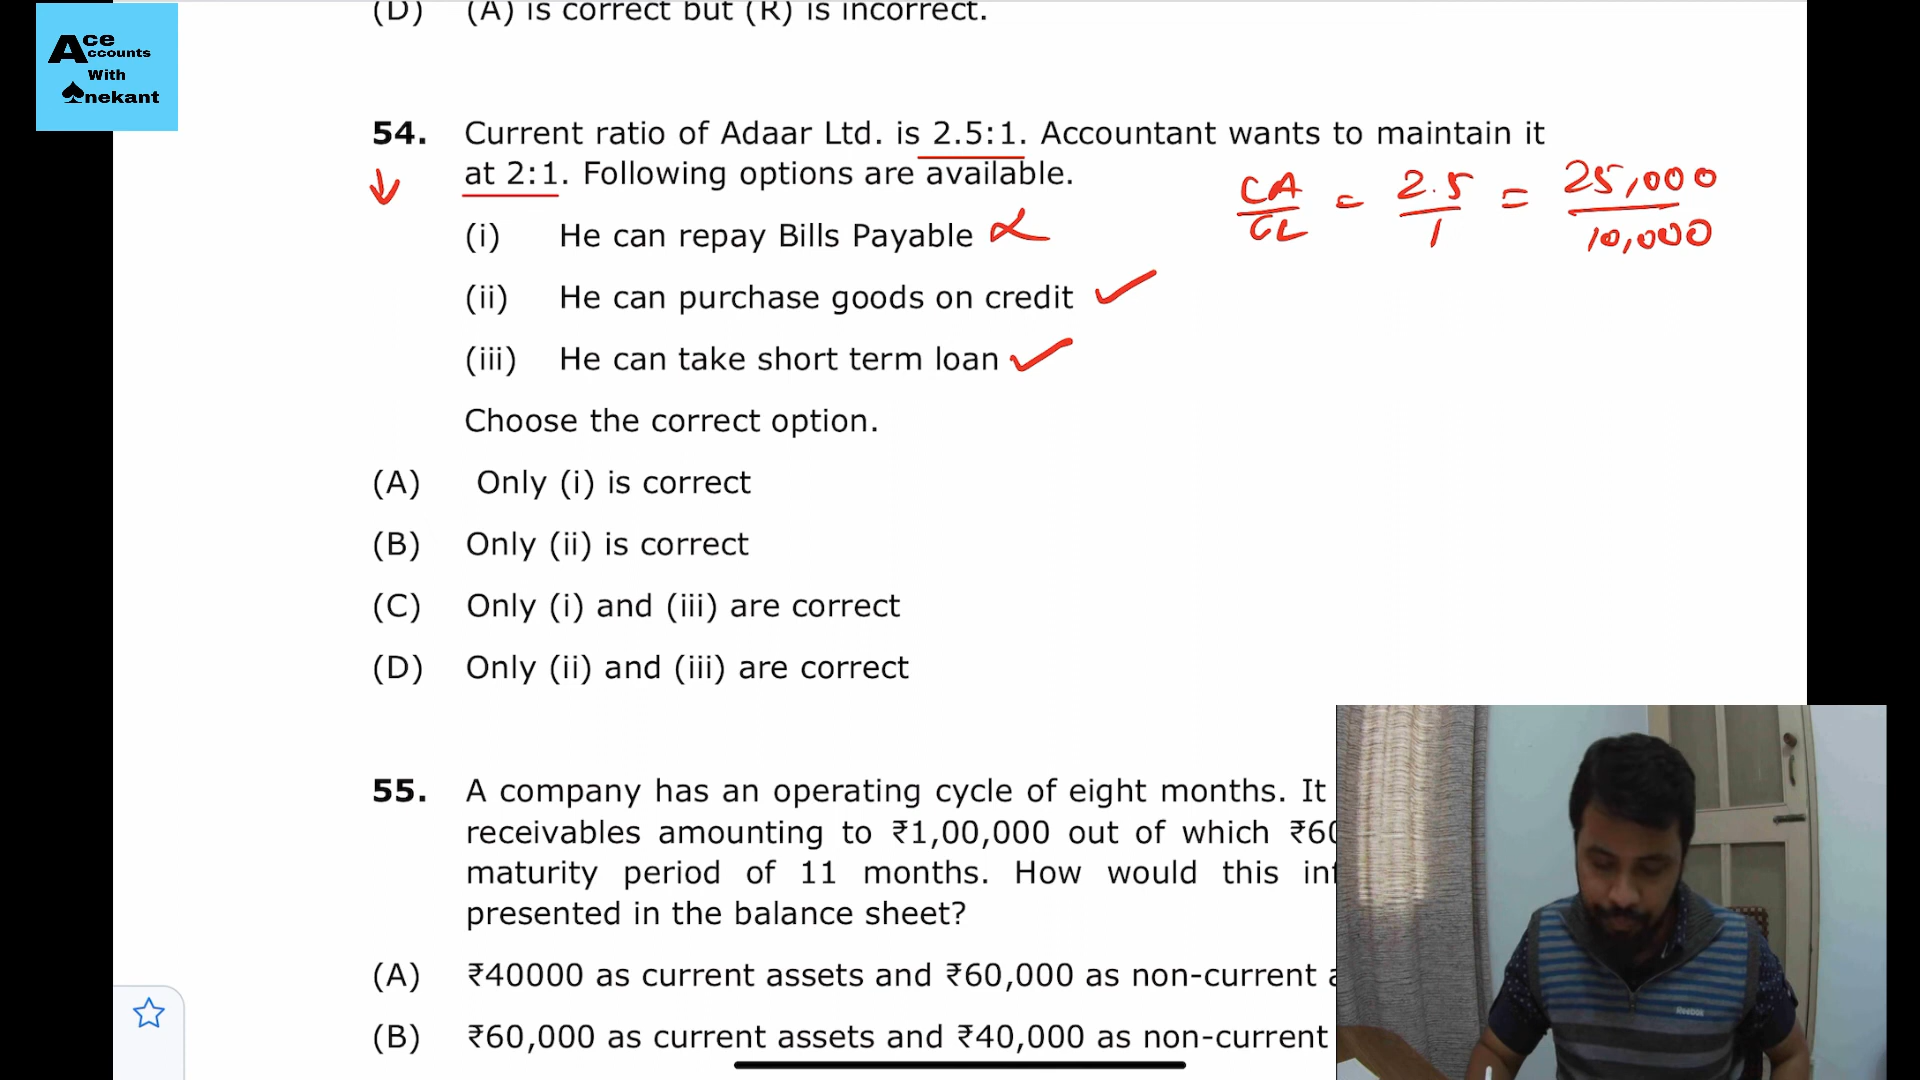 Ace
Accounts
With
Anekant
(D) (A) is correct but (R) is incorrect.
54. Current ratio of Adaar Ltd. is 2.5:1. Accountant wants to maintain it
at 2:1. Following options are available.
CA/CL = 2.5/1 = 25,000/10,000
(i) He can repay Bills Payable
(ii) He can purchase goods on credit
(iii) He can take short term loan
Choose the correct option.
(A) Only (i) is correct
(B) Only (ii) is correct
(C) Only (i) and (iii) are correct
(D) Only (ii) and (iii) are correct
55. A company has an operating cycle of eight months. It
receivables amounting to ₹1,00,000 out of which ₹60
maturity period of 11 months. How would this inf
presented in the balance sheet?
(A) ₹40000 as current assets and ₹60,000 as non-current a
(B) ₹60,000 as current assets and ₹40,000 as non-current
Reebok